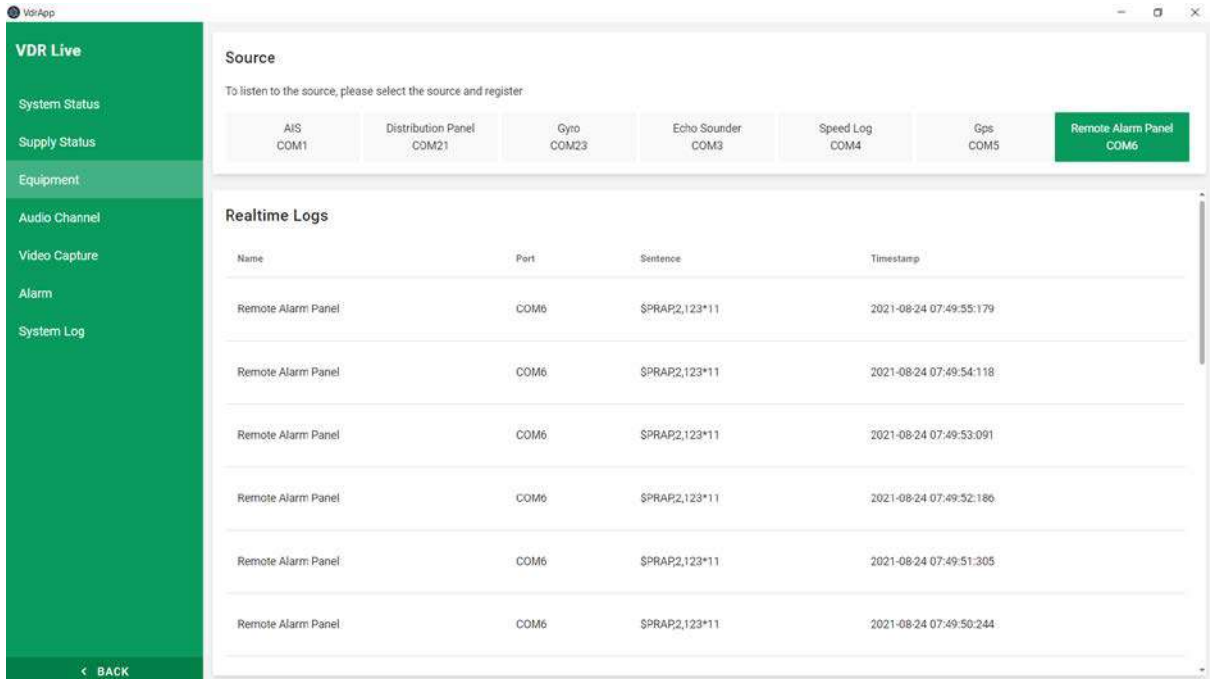 VdrApp
VDR Live
System Status
Supply Status
Equipment
Audio Channel
Video Capture
Alarm
System Log
< BACK
Source
To listen to the source, please select the source and register
AIS COM1
Distribution Panel COM21
Gyro COM23
Echo Sounder COM3
Speed Log COM4
Gps COM5
Remote Alarm Panel COM6
Realtime Logs
Name Port Sentence Timestamp
Remote Alarm Panel COM6 $PRAP,2,123*11 2021-08-24 07:49:55:179
Remote Alarm Panel COM6 $PRAP,2,123*11 2021-08-24 07:49:54:118
Remote Alarm Panel COM6 $PRAP,2,123*11 2021-08-24 07:49:53:091
Remote Alarm Panel COM6 $PRAP,2,123*11 2021-08-24 07:49:52:186
Remote Alarm Panel COM6 $PRAP,2,123*11 2021-08-24 07:49:51:305
Remote Alarm Panel COM6 $PRAP,2,123*11 2021-08-24 07:49:50:244